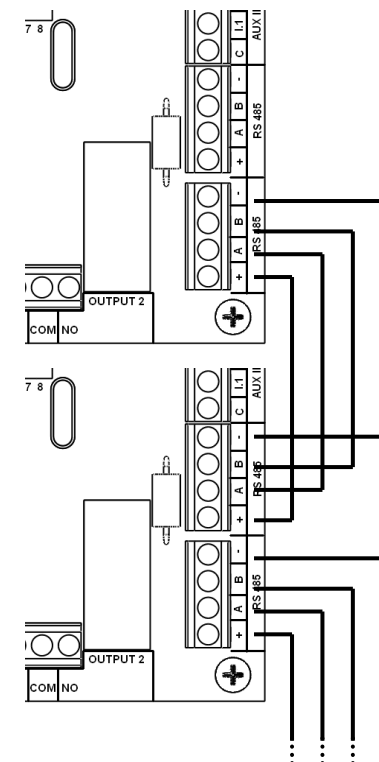 7 8
I.1
C
AUX II
-
B
A
+
RS 485
-
B
A
+
RS 485
OUTPUT 2
COM NO
7 8
I.1
C
AUX II
-
B
A
+
RS 485
-
B
A
+
RS 485
OUTPUT 2
COM NO